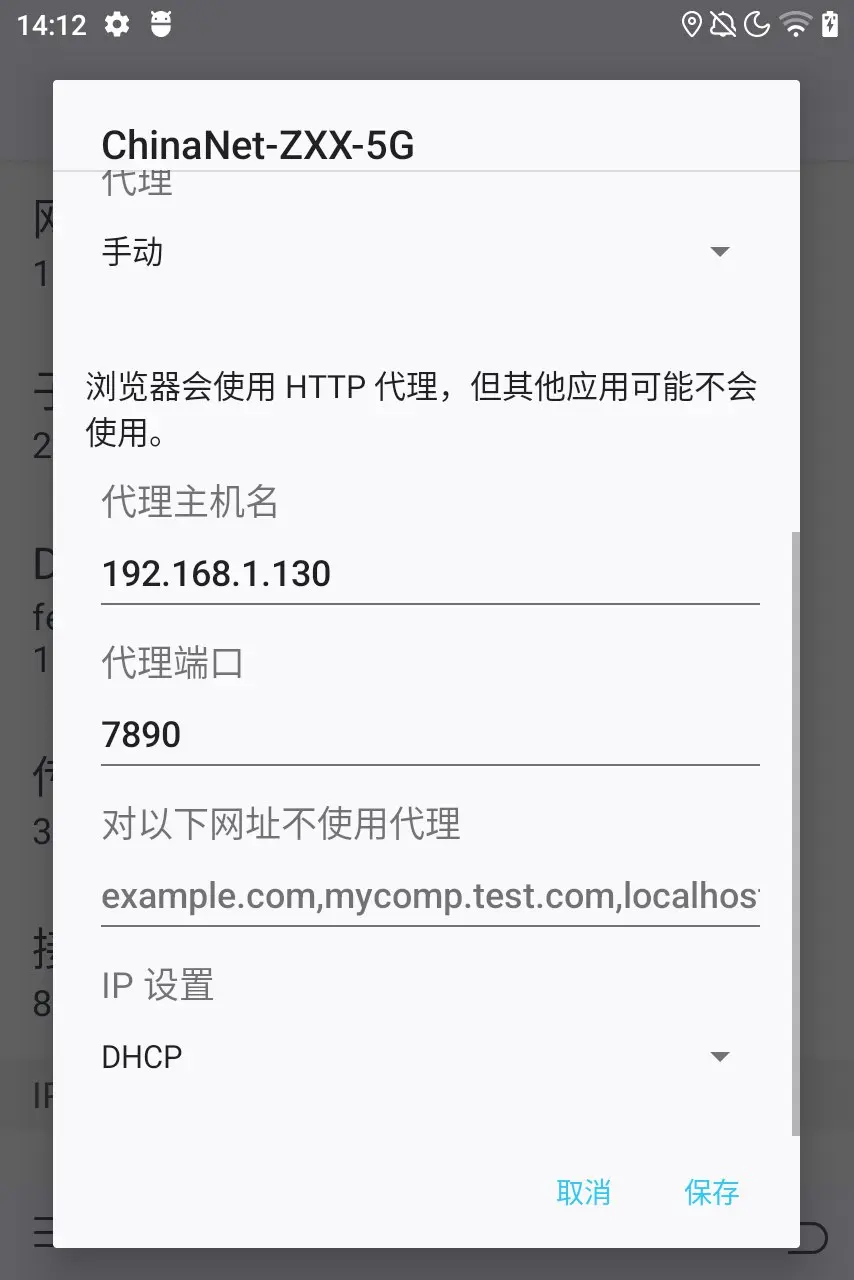 14:12
ChinaNet-ZXX-5G
代理
手动
浏览器会使用 HTTP 代理，但其他应用可能不会
使用。
代理主机名
192.168.1.130
代理端口
7890
对以下网址不使用代理
example.com,mycomp.test.com,localhos
IP 设置
DHCP
取消
保存